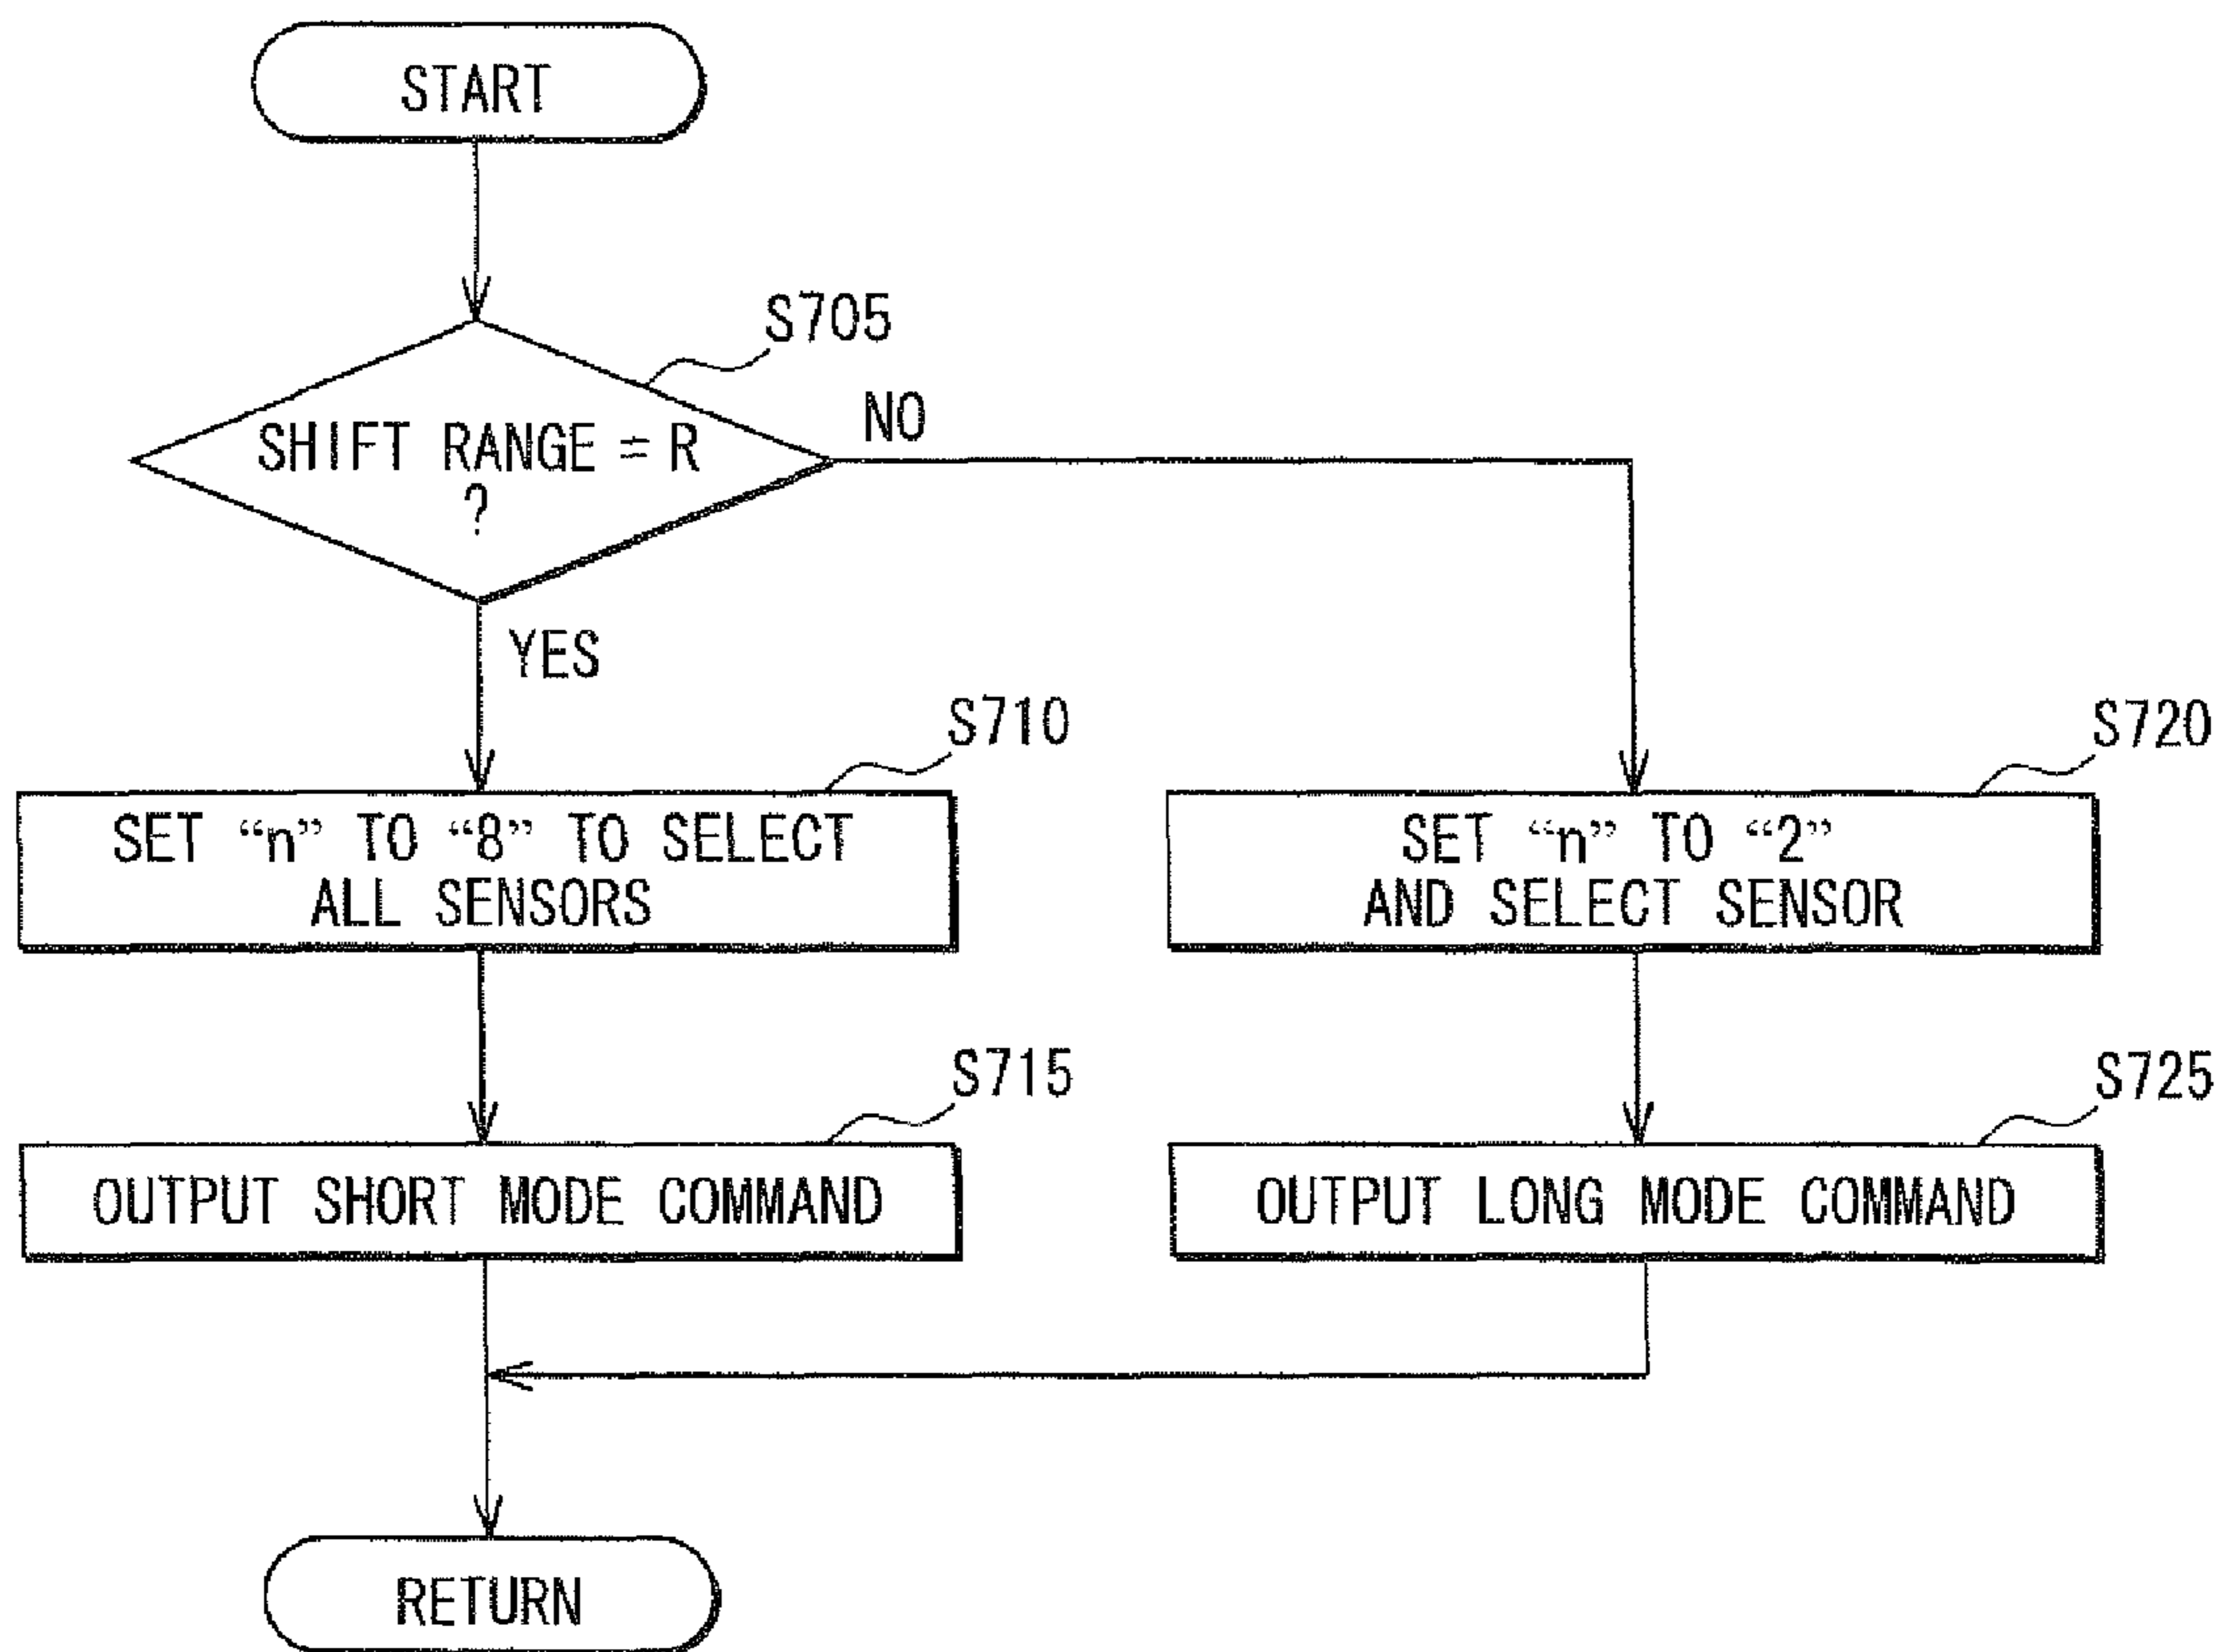 START
S705
SHIFT RANGE = R
?
NO
YES
S710
SET “n” TO “8” TO SELECT
ALL SENSORS
S720
SET “n” TO “2”
AND SELECT SENSOR
S715
OUTPUT SHORT MODE COMMAND
S725
OUTPUT LONG MODE COMMAND
RETURN